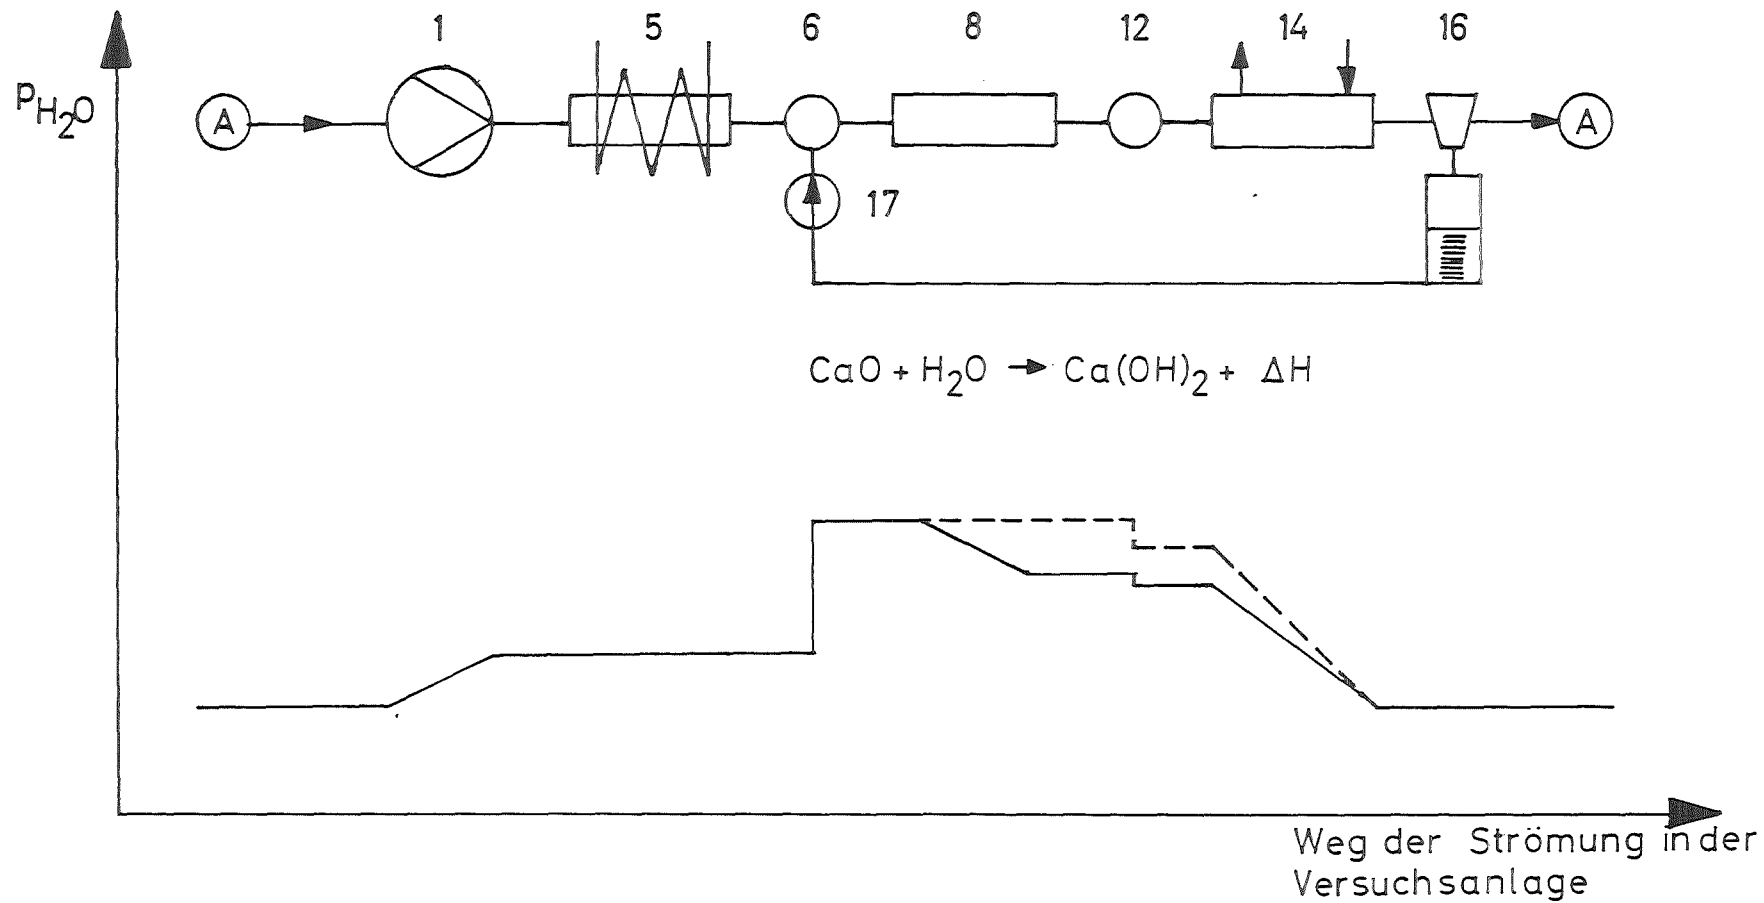 1 5 6 8 12 14 16
pH₂O
A A
17
CaO + H₂O → Ca(OH)₂ + ΔH
Weg der Strömung in der
Versuchsanlage